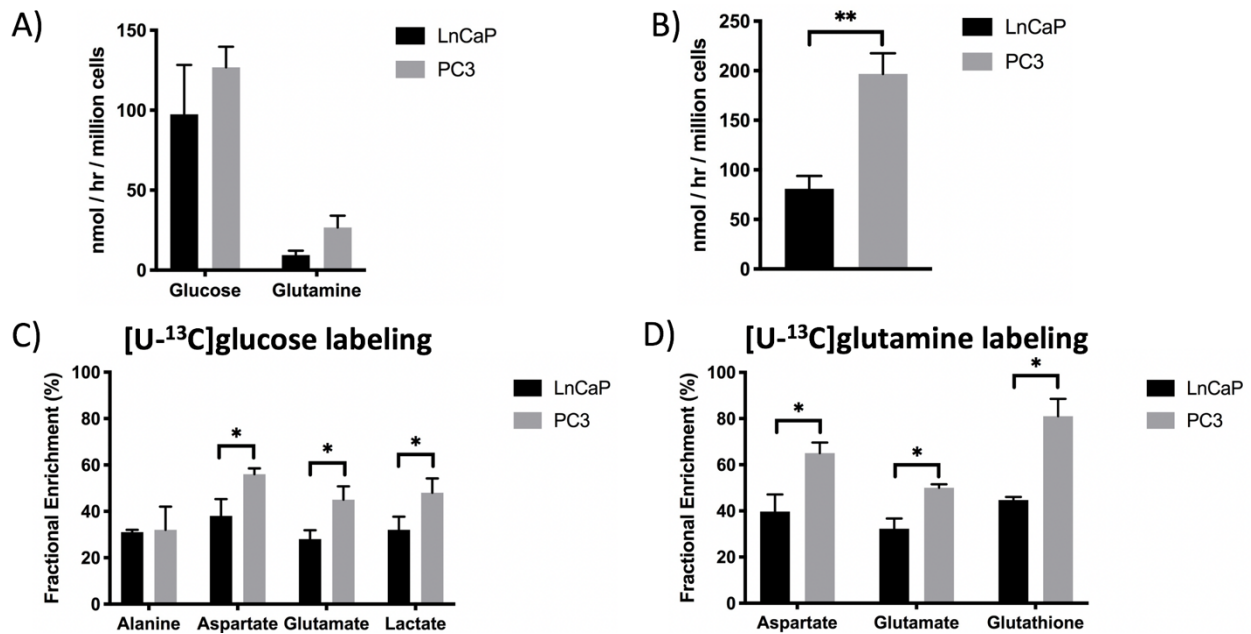 A)
150
100
50
0
nmol / hr / million cells
Glucose Glutamine
LnCaP
PC3
B)
250
200
150
100
50
0
nmol / hr / million cells
**
LnCaP
PC3
C)
[U-¹³C]glucose labeling
100
80
60
40
20
0
Fractional Enrichment (%)
* * *
Alanine Aspartate Glutamate Lactate
LnCaP
PC3
D)
[U-¹³C]glutamine labeling
100
80
60
40
20
0
Fractional Enrichment (%)
* * *
Aspartate Glutamate Glutathione
LnCaP
PC3